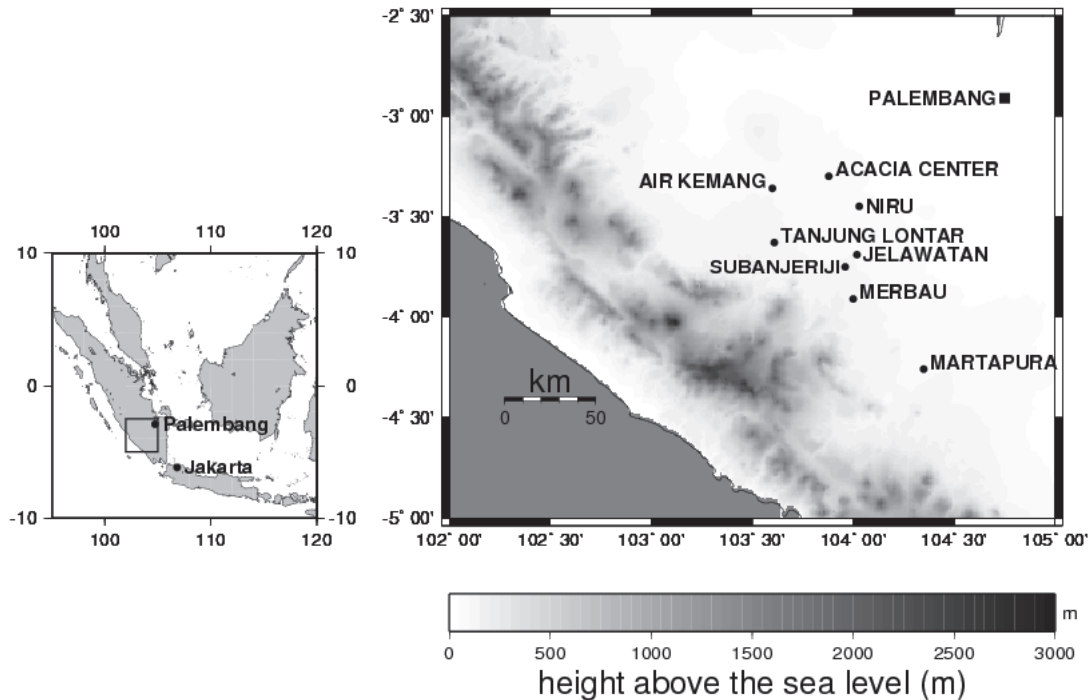 100 110 120
10 10
0 0
Palembang
Jakarta
-10 -10
100 110 120
-2° 30'
-3° 00'
-3° 30'
-4° 00'
-4° 30'
-5° 00'
PALEMBANG
ACACIA CENTER
AIR KEMANG
NIRU
TANJUNG LONTAR
JELAWATAN
SUBANJERIJI
MERBAU
MARTAPURA
km
0 50
102° 00' 102° 30' 103° 00' 103° 30' 104° 00' 104° 30' 105° 00'
m
0 500 1000 1500 2000 2500 3000
height above the sea level (m)